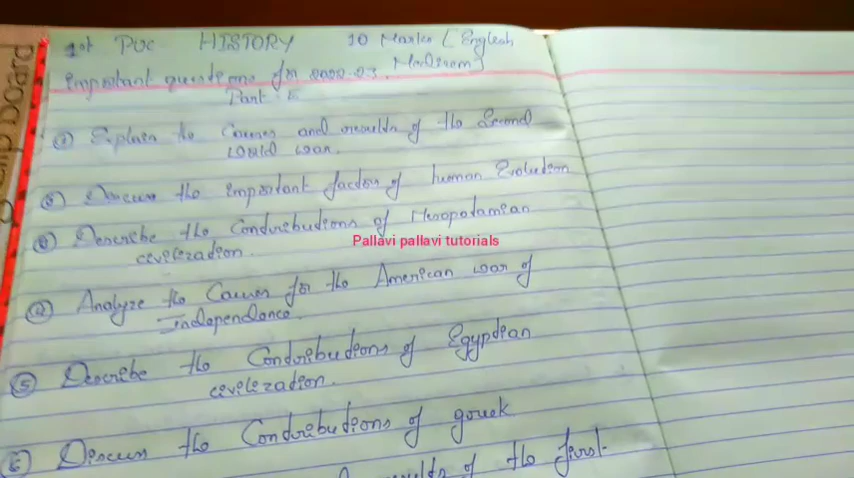 1st PUC HISTORY 10 Marks [English
Important questions for 2022-23. Medium]
Part - E
① Explain the Causes and results of the Second
world war.
② Discuss the important factors of human Evolution
③ Describe the Contributions of Mesopotamian
civilization.
④ Analyze the Causes for the American war of
Independence.
⑤ Describe the Contributions of Egyptian
civilization.
⑥ Discuss the Contributions of greek
results of the first
Pallavi pallavi tutorials